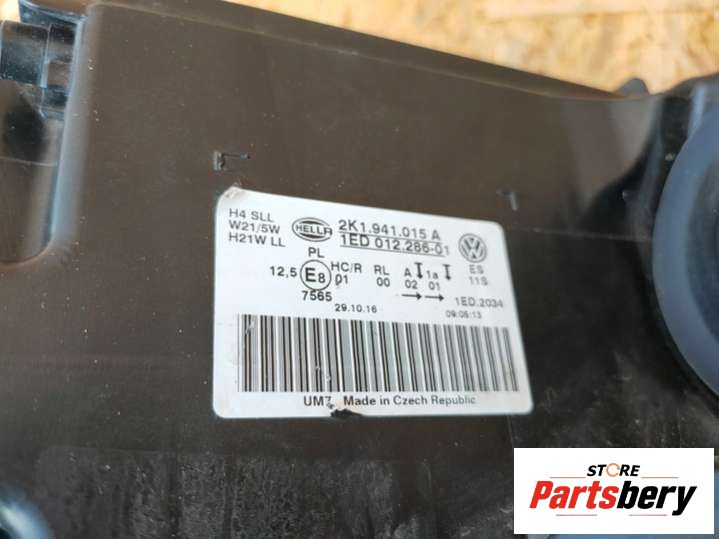 H4 SLL
W21/5W
H21W LL
HELLA
2K1.941.015 A
1ED 012.286-01
PL
12,5 E8 HC/R RL A 1a ES
01 00 02 01 11S
7565 1ED.2034
29.10.16 09:05:13
UM7 Made in Czech Republic
STORE
Partsbery